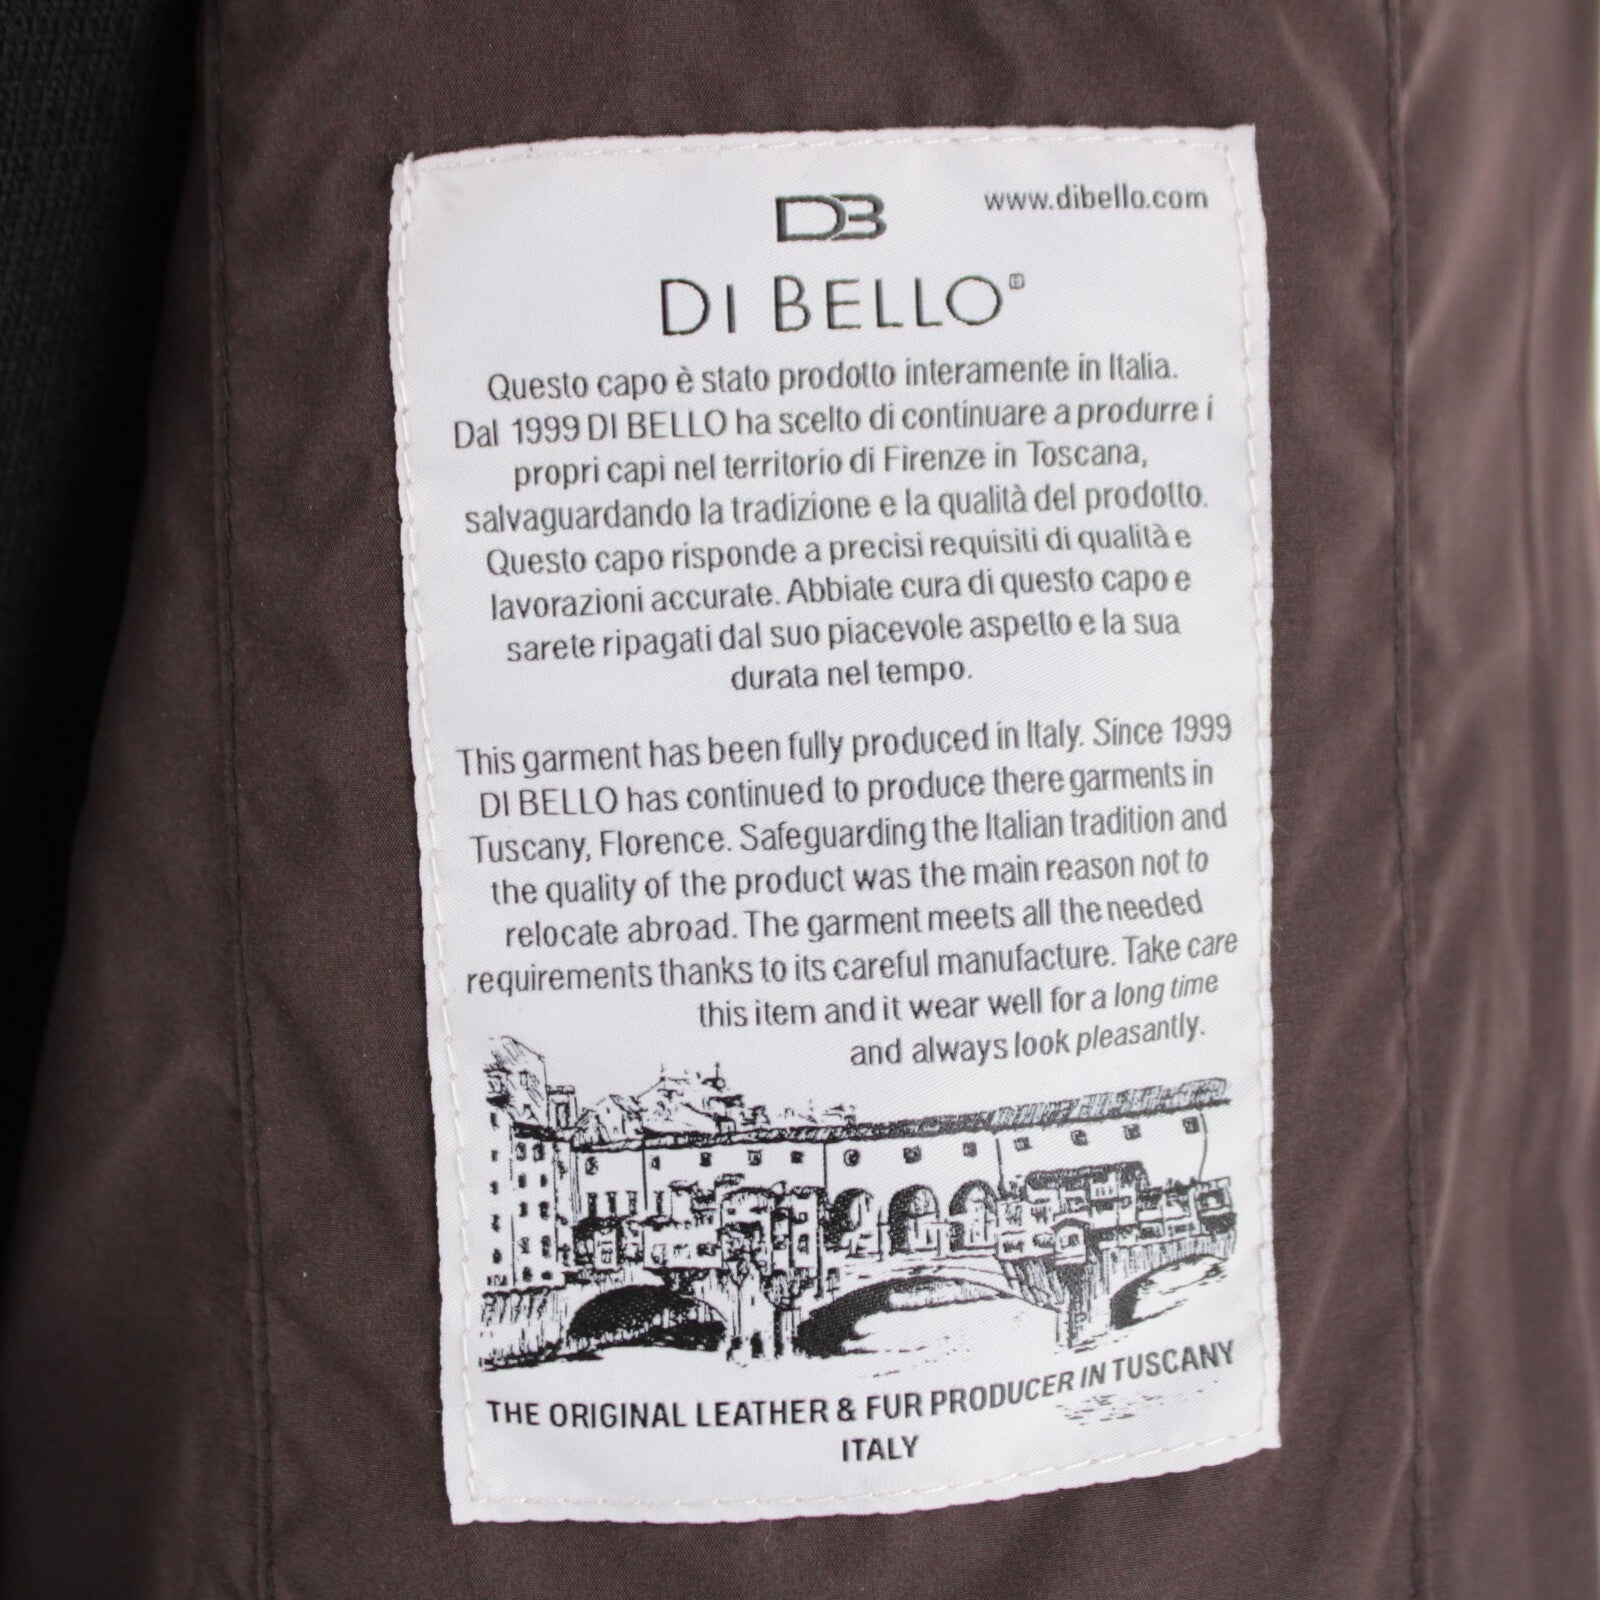 DB
www.dibello.com
DI BELLO®
Questo capo è stato prodotto interamente in Italia.
Dal 1999 DI BELLO ha scelto di continuare a produrre i
propri capi nel territorio di Firenze in Toscana,
salvaguardando la tradizione e la qualità del prodotto.
Questo capo risponde a precisi requisiti di qualità e
lavorazioni accurate. Abbiate cura di questo capo e
sarete ripagati dal suo piacevole aspetto e la sua
durata nel tempo.
This garment has been fully produced in Italy. Since 1999
DI BELLO has continued to produce there garments in
Tuscany, Florence. Safeguarding the Italian tradition and
the quality of the product was the main reason not to
relocate abroad. The garment meets all the needed
requirements thanks to its careful manufacture. Take care
this item and it wear well for a long time
and always look pleasantly.
THE ORIGINAL LEATHER & FUR PRODUCER IN TUSCANY
ITALY